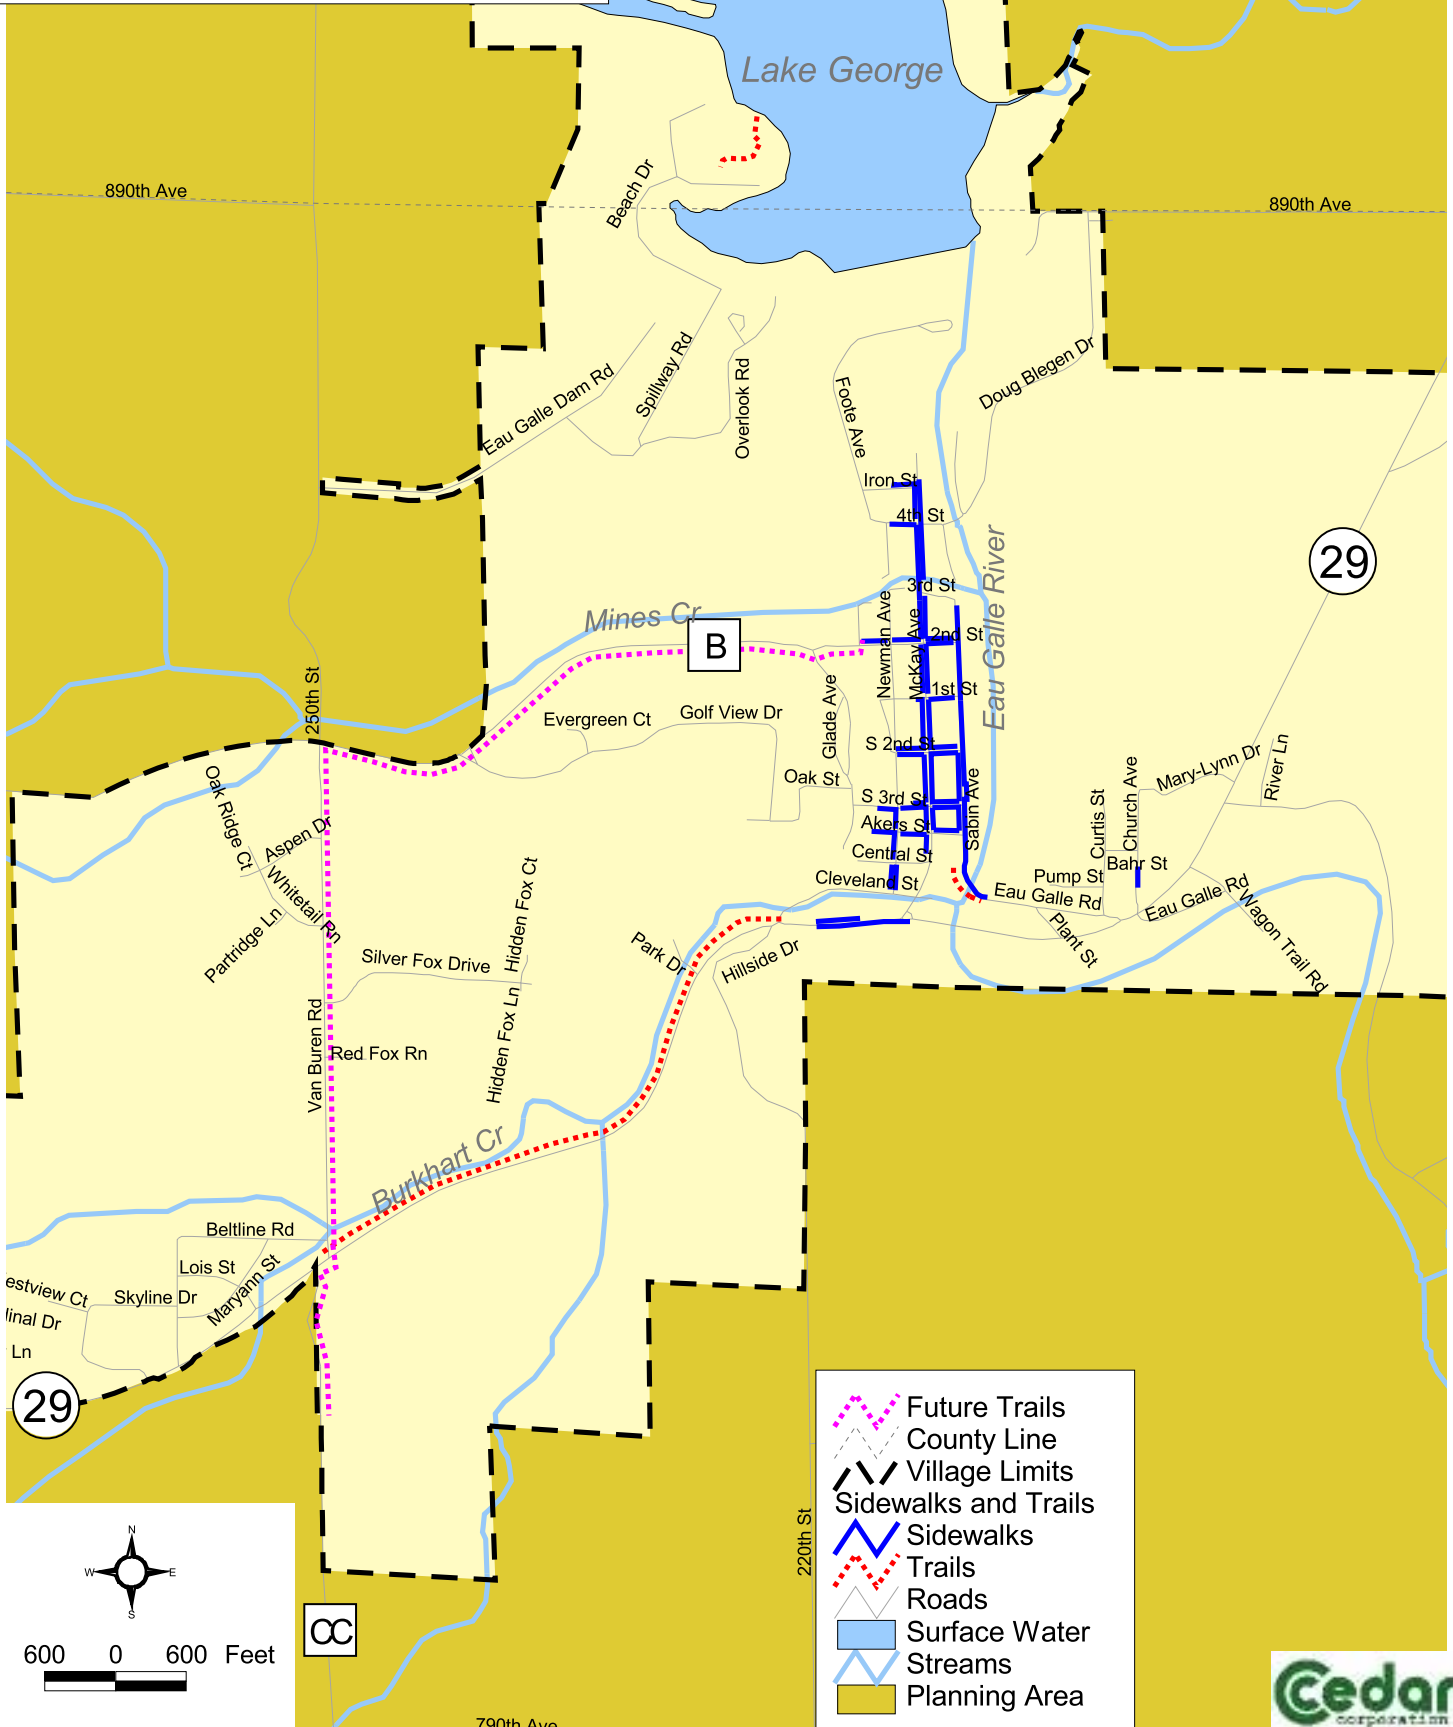 Lake George
890th Ave
890th Ave
Beach Dr
Spillway Rd
Overlook Rd
Eau Galle Dam Rd
Foote Ave
Doug Blegen Dr
Iron St
4th St
29
3rd St
Eau Galle River
Mines Cr
B
Newman Ave
McKay Ave
2nd St
1st St
250th St
Evergreen Ct
Golf View Dr
Glade Ave
S 2nd St
Oak St
S 3rd St
Akers St
Sabin Ave
Central St
Cleveland St
Mary-Lynn Dr
River Ln
Church Ave
Curtis St
Bahr St
Pump St
Eau Galle Rd
Eau Galle Rd
Wagon Trail Rd
Plant St
Oak Ridge Ct
Aspen Dr
Whitetail Rn
Partridge Ln
Hidden Fox Ct
Silver Fox Drive
Park Dr
Hillside Dr
Hidden Fox Ln
Van Buren Rd
Red Fox Rn
Burkhart Cr
Beltline Rd
Lois St
Maryann St
estview Ct
Skyline Dr
linal Dr
Ln
29
220th St
N
W E
S
600 0 600 Feet
CC
790th Ave
Future Trails
County Line
Village Limits
Sidewalks and Trails
Sidewalks
Trails
Roads
Surface Water
Streams
Planning Area
Cedar
corporation